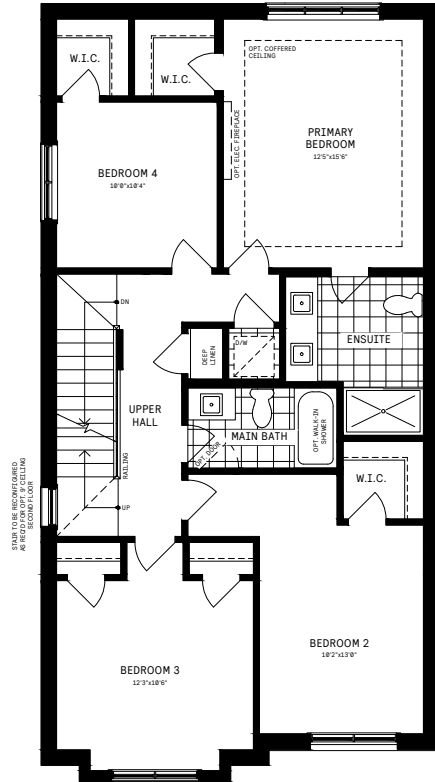 W.I.C.
W.I.C.
OPT. COFFERED
CEILING
PRIMARY
BEDROOM
12'5"x15'6"
OPT. ELEC. FIREPLACE
BEDROOM 4
10'0"x10'4"
DN
D/W
DEEP
LINEN
ENSUITE
UPPER
HALL
MAIN BATH
OPT. WALK-IN
SHOWER
OPT. DOOR
RAILING
UP
STAIR TO BE RECONFIGURED
AS REQ'D FOR OPT. 9' CEILING
SECOND FLOOR
W.I.C.
BEDROOM 2
10'2"x13'0"
BEDROOM 3
12'3"x10'6"